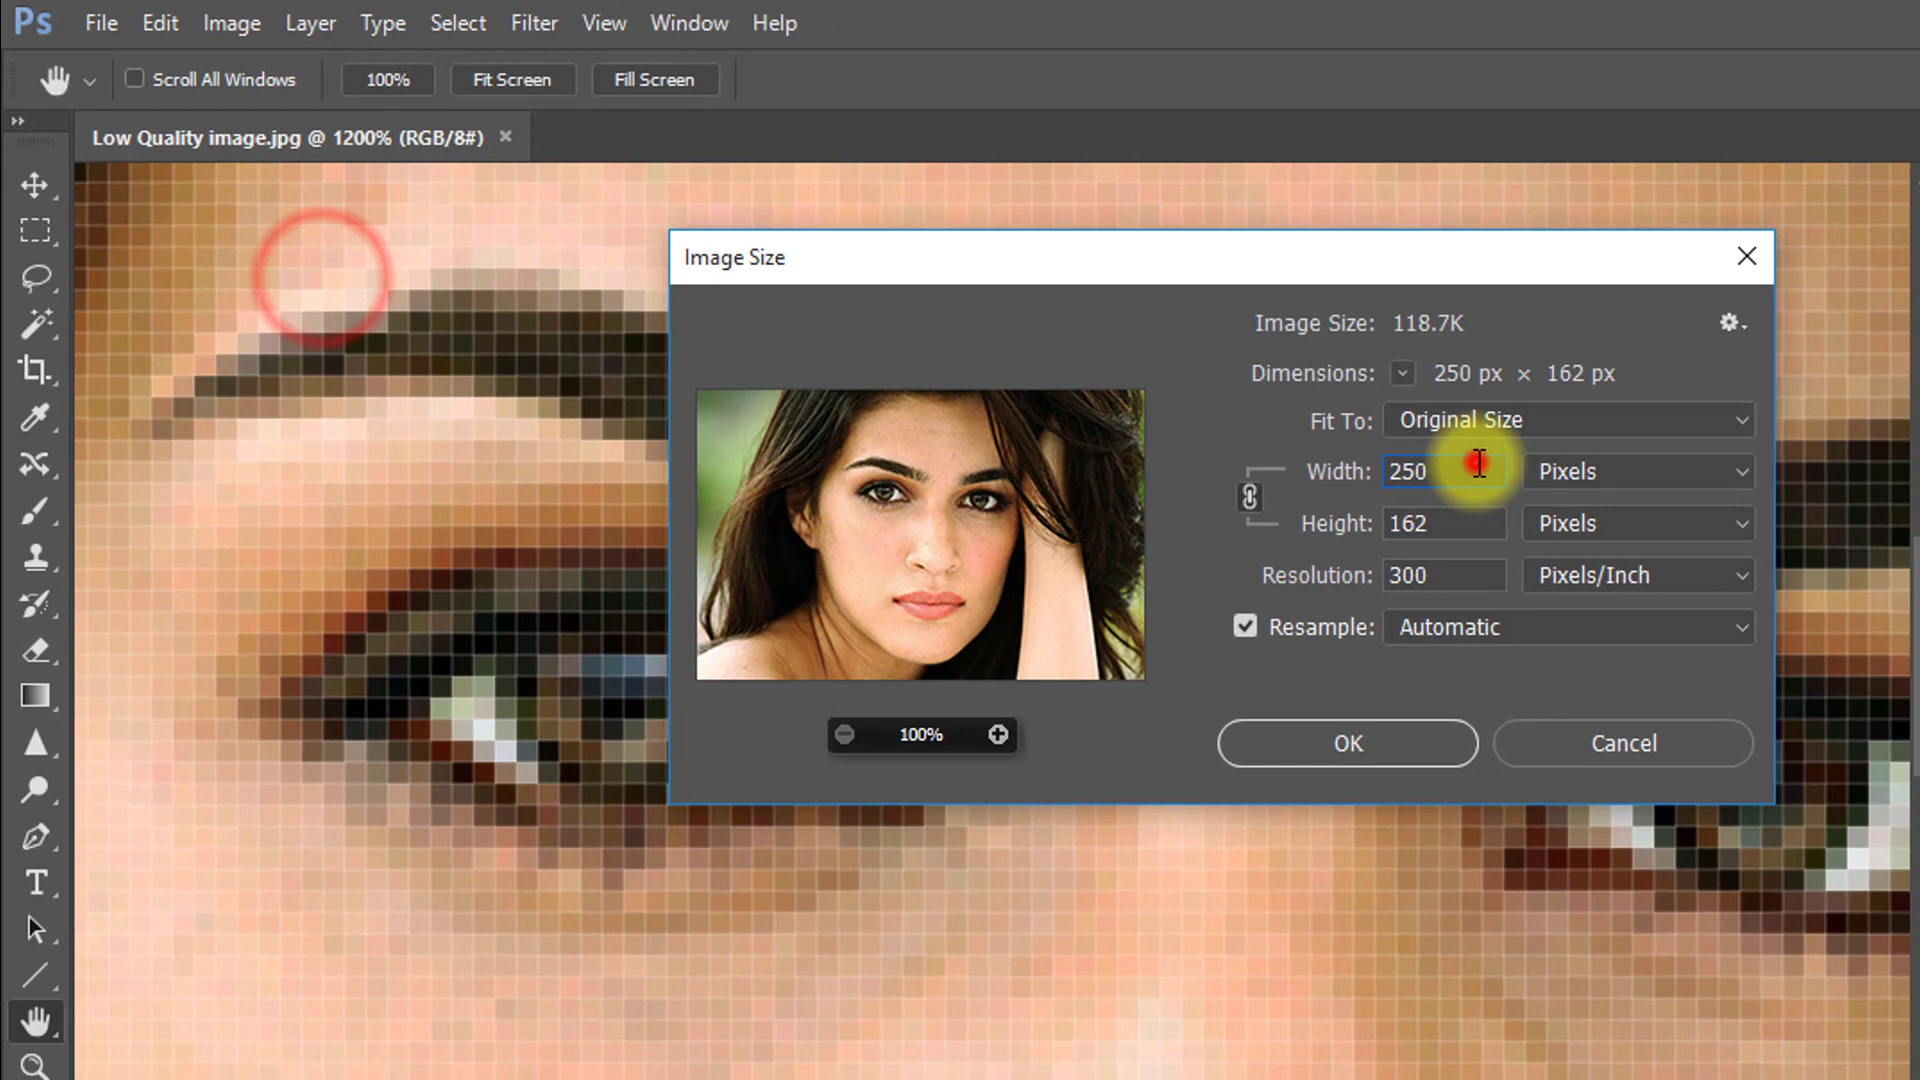 Ps File Edit Image Layer Type Select Filter View Window Help
Scroll All Windows 100% Fit Screen Fill Screen
Low Quality image.jpg @ 1200% (RGB/8#) ×
Image Size
Image Size: 118.7K
Dimensions: 250 px × 162 px
Fit To: Original Size
Width: 250 Pixels
Height: 162 Pixels
Resolution: 300 Pixels/Inch
Resample: Automatic
100%
OK Cancel